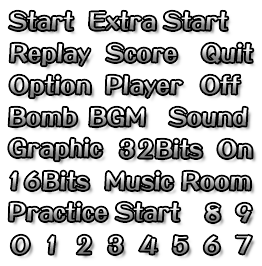 Start Extra Start
Replay Score Quit
Option Player Off
Bomb BGM Sound
Graphic 32Bits On
16Bits Music Room
Practice Start 8 9
0 1 2 3 4 5 6 7